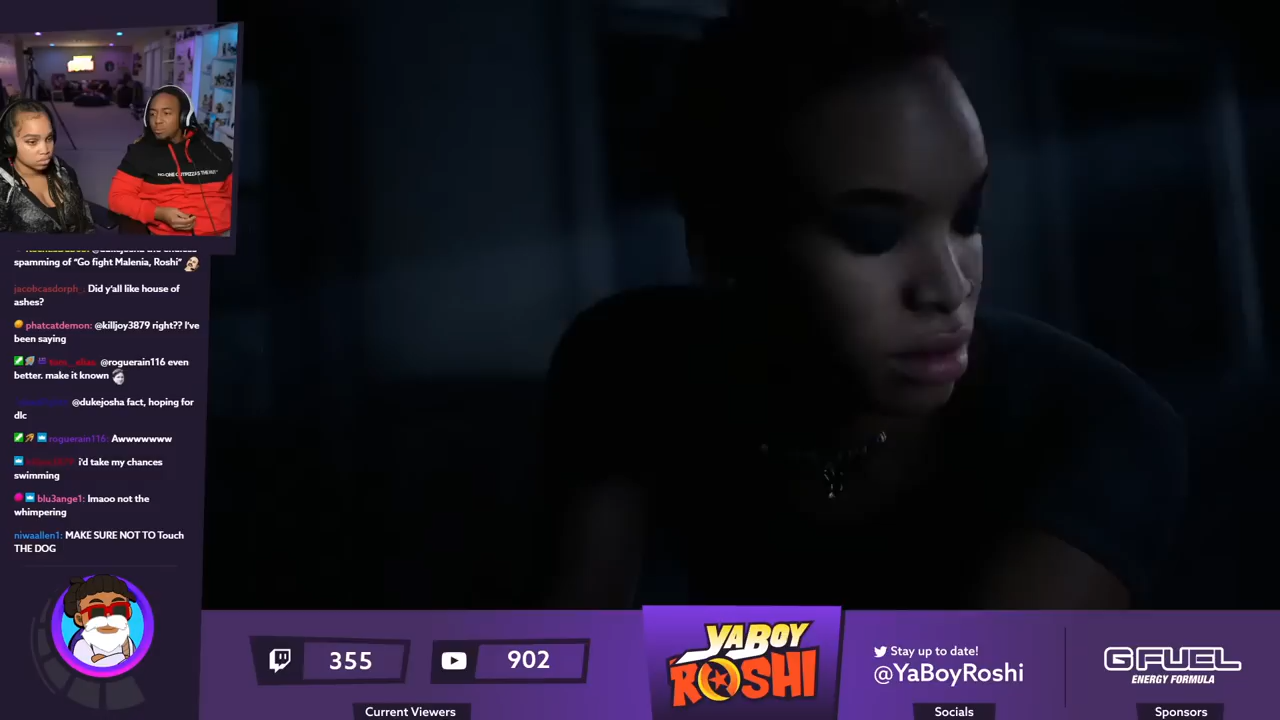 spamming of “Go fight Malenia, Roshi”
jacobcasdorph_: Did y'all like house of
ashes?
phatcatdemon: @killjoy3879 right?? I've
been saying
@roguerain116 even
better. make it known
@dukejosha fact, hoping for
dlc
roguerain116: Awwwwwww
i'd take my chances
swimming
blu3ange1: lmaoo not the
whimpering
niwaallen1: MAKE SURE NOT TO Touch
THE DOG
355
902
Current Viewers
YABOY
ROSHI
Stay up to date!
@YaBoyRoshi
Socials
G FUEL
ENERGY FORMULA
Sponsors